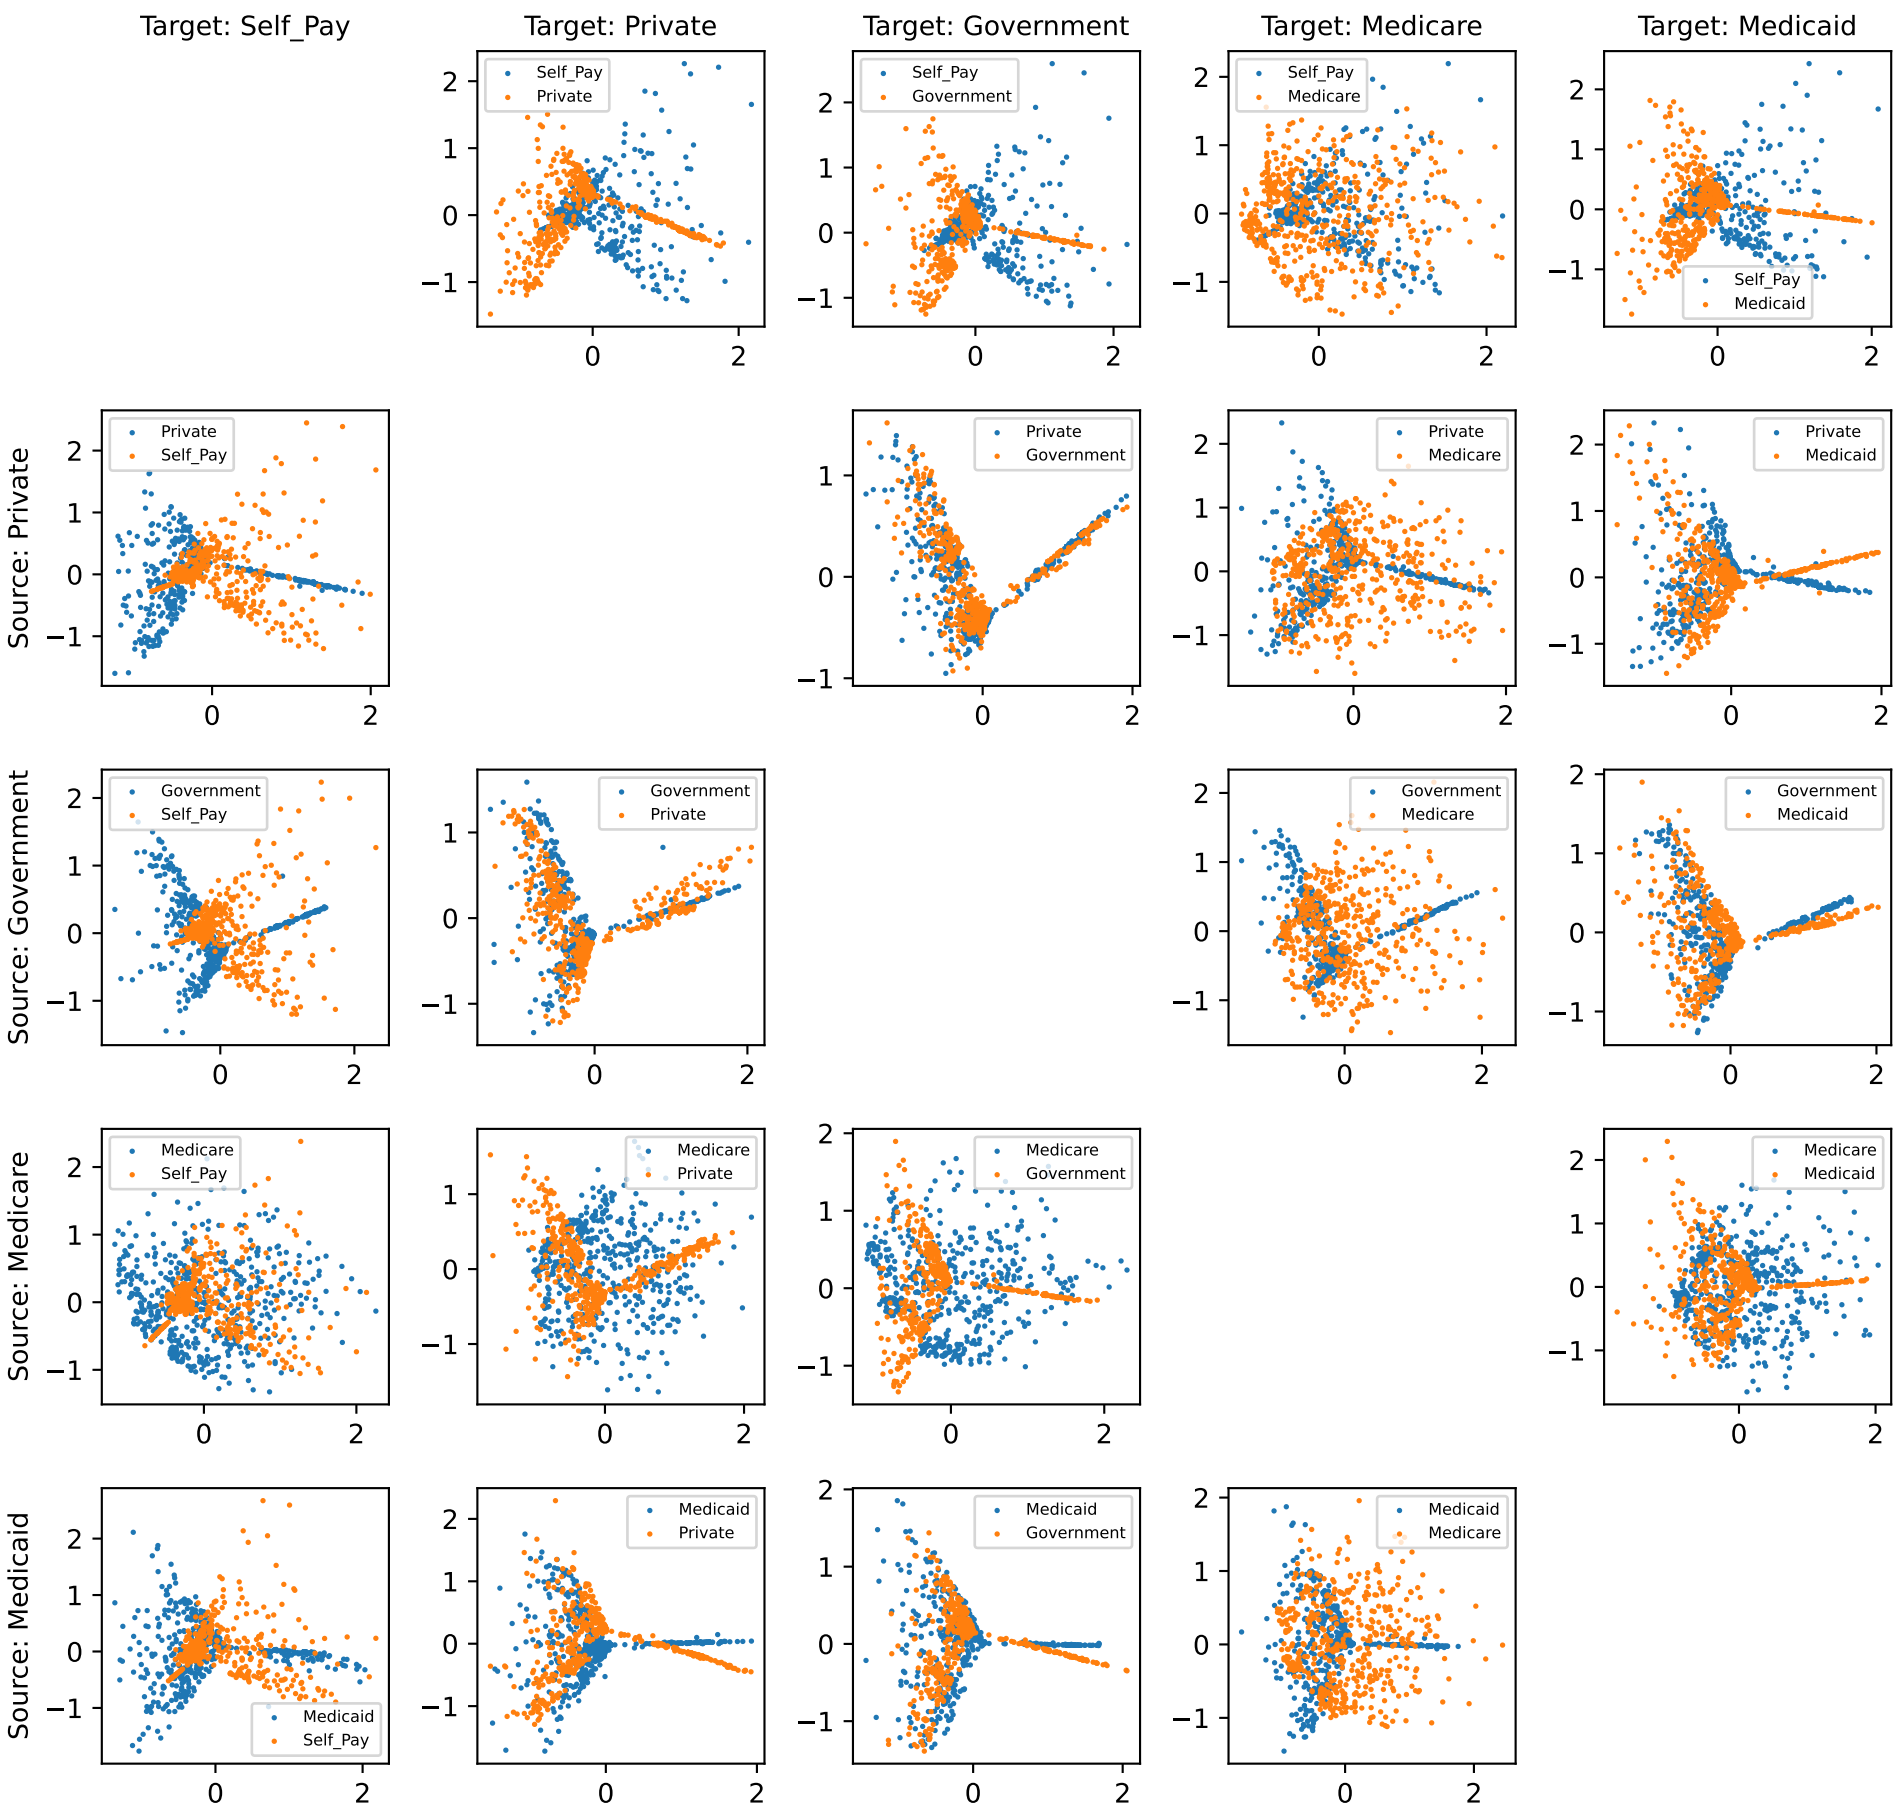 Target: Self_Pay
Target: Private
Target: Government
Target: Medicare
Target: Medicaid
Self_Pay
Private
2
1
0
−1
0
2
Self_Pay
Government
2
1
0
−1
0
2
Self_Pay
Medicare
2
1
0
−1
0
2
Self_Pay
Medicaid
2
1
0
−1
0
2
Source: Private
Private
Self_Pay
2
1
0
−1
0
2
Private
Government
1
0
−1
0
2
Private
Medicare
2
1
0
−1
0
2
Private
Medicaid
2
1
0
−1
0
2
Source: Government
Government
Self_Pay
2
1
0
−1
0
2
Government
Private
1
0
−1
0
2
Government
Medicare
2
1
0
−1
0
2
Government
Medicaid
2
1
0
−1
0
2
Source: Medicare
Medicare
Self_Pay
2
1
0
−1
0
2
Medicare
Private
1
0
−1
0
2
Medicare
Government
2
1
0
−1
0
2
Medicare
Medicaid
2
1
0
−1
0
2
Source: Medicaid
Medicaid
Self_Pay
2
1
0
−1
0
2
Medicaid
Private
2
1
0
−1
0
2
Medicaid
Government
2
1
0
−1
0
2
Medicaid
Medicare
2
1
0
−1
0
2